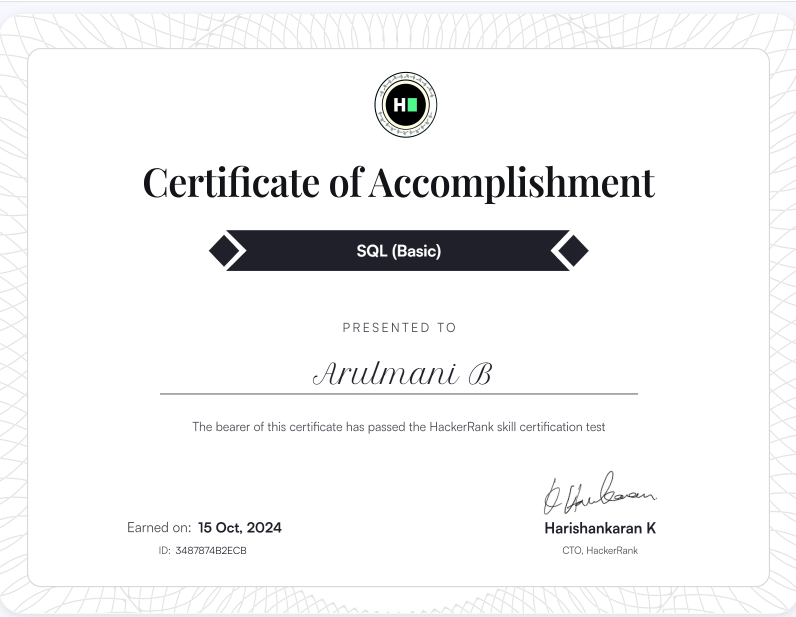 H
Certificate of Accomplishment
SQL (Basic)
PRESENTED TO
Arulmani B
The bearer of this certificate has passed the HackerRank skill certification test
Earned on: 15 Oct, 2024
ID: 3487874B2ECB
Harishankaran K
CTO, HackerRank